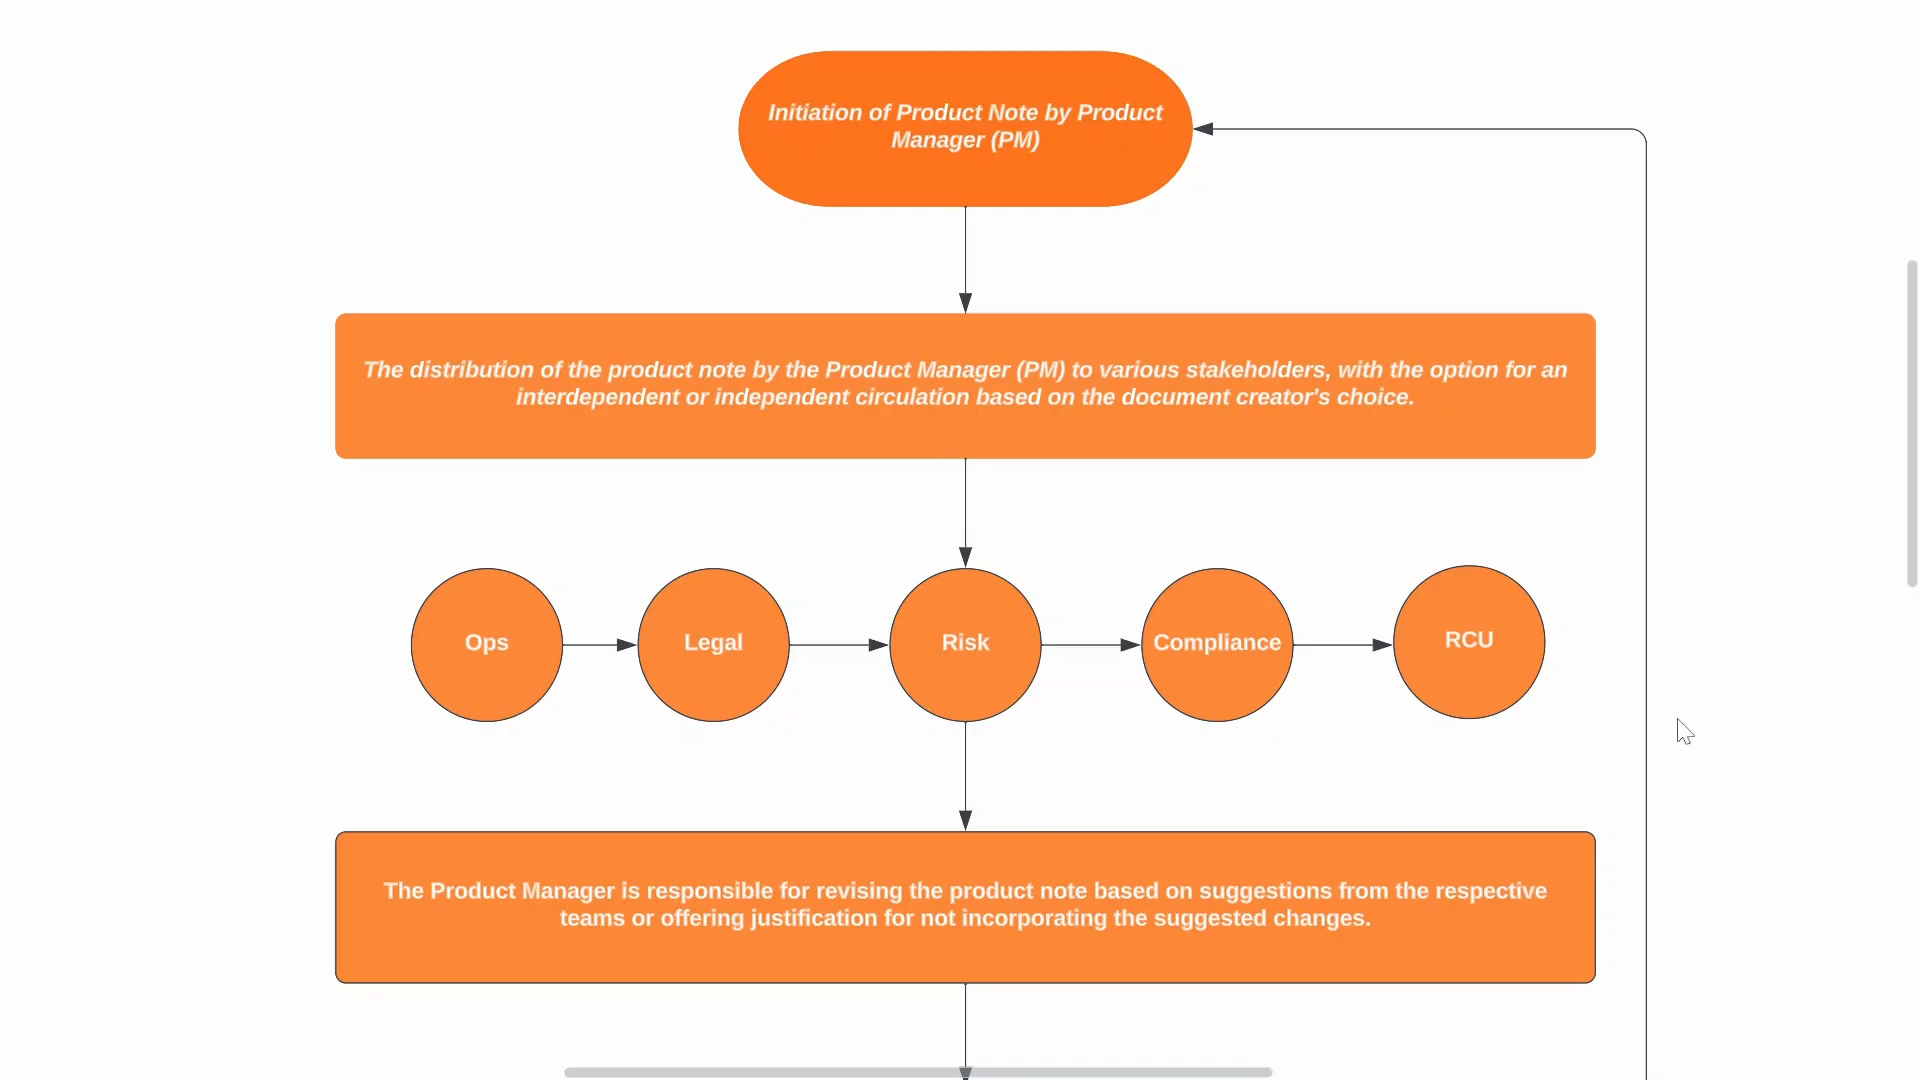 Initiation of Product Note by Product
Manager (PM)
The distribution of the product note by the Product Manager (PM) to various stakeholders, with the option for an
interdependent or independent circulation based on the document creator's choice.
Ops
Legal
Risk
Compliance
RCU
The Product Manager is responsible for revising the product note based on suggestions from the respective
teams or offering justification for not incorporating the suggested changes.